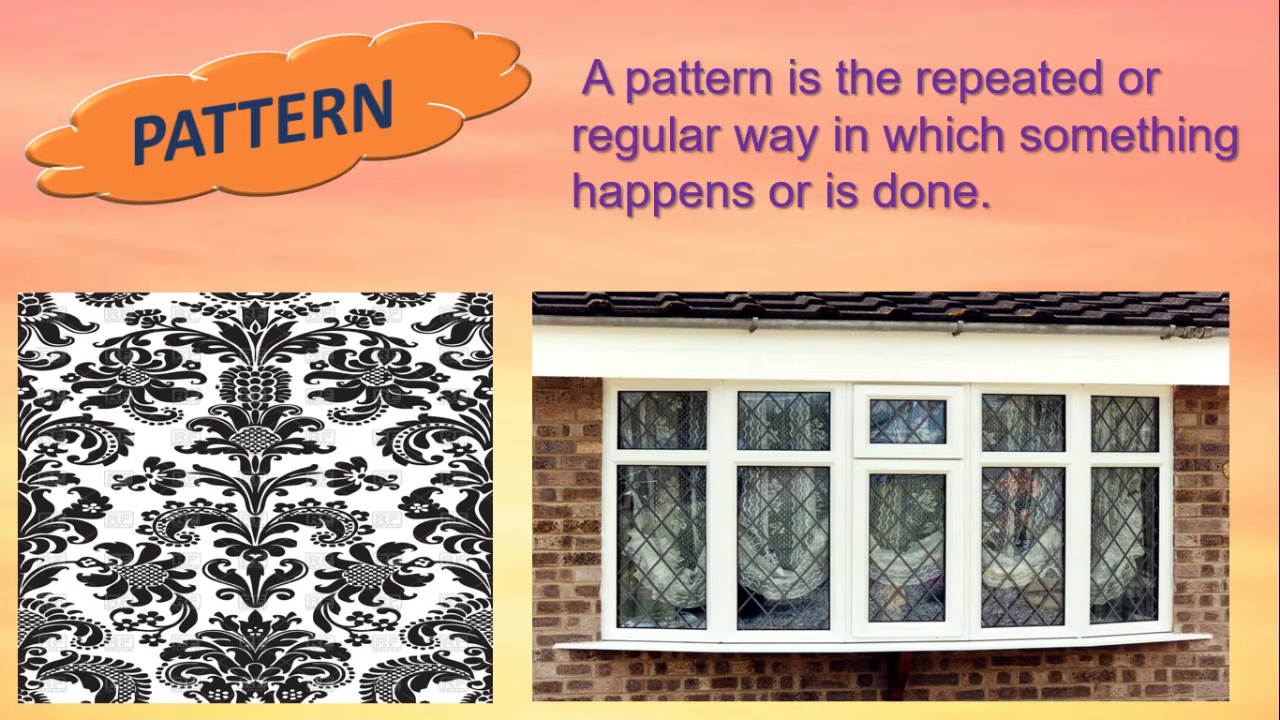 PATTERN
A pattern is the repeated or
regular way in which something
happens or is done.